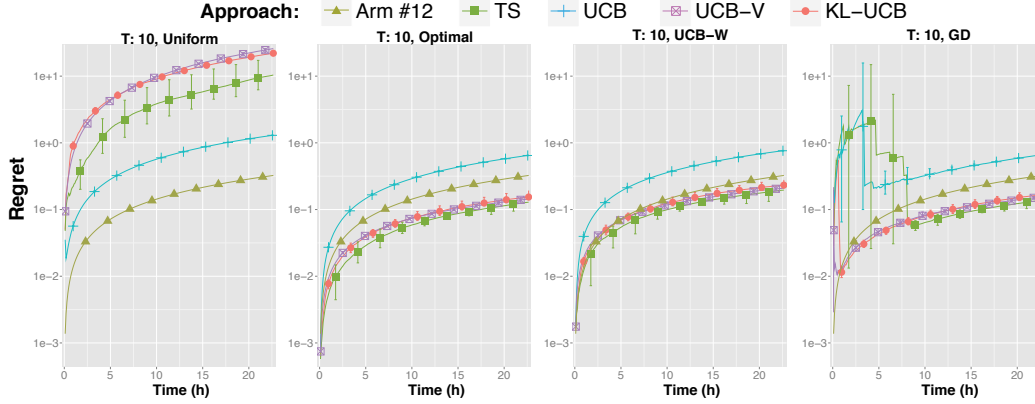 Approach: Arm #12 TS UCB UCB−V KL−UCB
T: 10, Uniform T: 10, Optimal T: 10, UCB−W T: 10, GD
Regret
1e+1 1e+1 1e+1 1e+1
1e+0 1e+0 1e+0 1e+0
1e−1 1e−1 1e−1 1e−1
1e−2 1e−2 1e−2 1e−2
1e−3 1e−3 1e−3 1e−3
0 5 10 15 20 0 5 10 15 20 0 5 10 15 20 0 5 10 15 20
Time (h) Time (h) Time (h) Time (h)